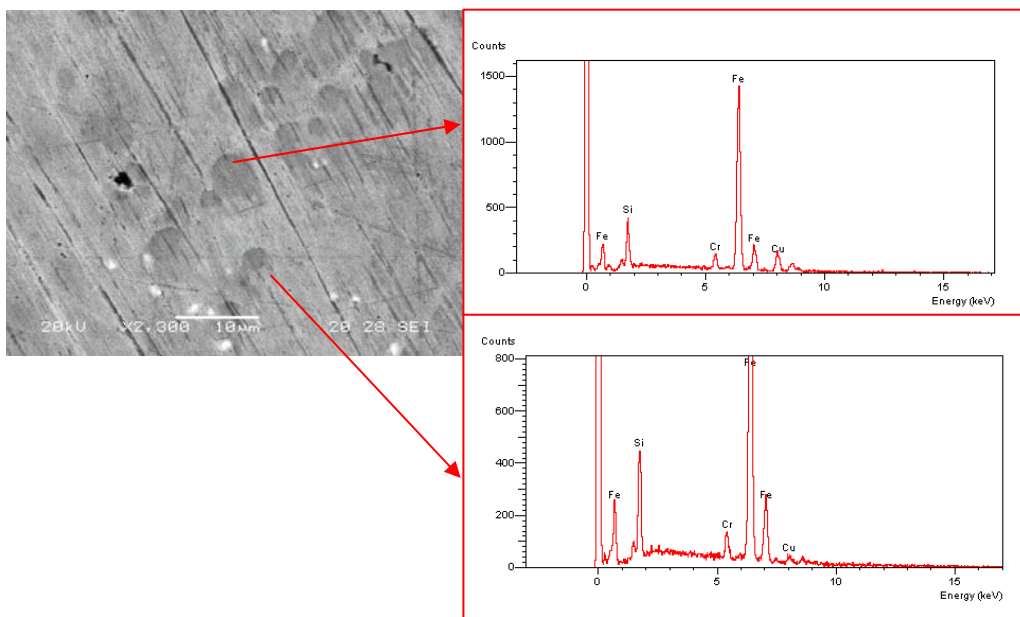 20kV X2,300 10μm 20 28 SEI
Counts
1500
1000
500
0
Fe
Si
Cr
Fe
Fe
Cu
0 5 10 15
Energy (keV)
Counts
800
600
400
200
0
Fe
Si
Cr
Fe
Fe
Cu
0 5 10 15
Energy (keV)